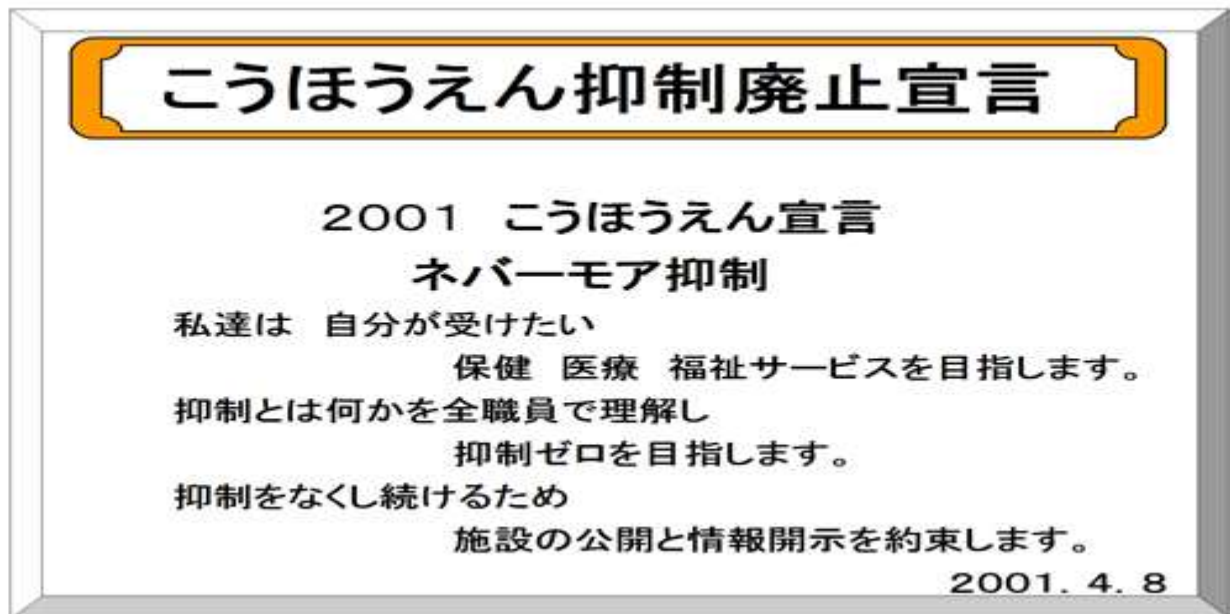 こうほうえん抑制廃止宣言
2001　こうほうえん宣言
ネバーモア抑制
私達は　自分が受けたい
保健　医療　福祉サービスを目指します。
抑制とは何かを全職員で理解し
抑制ゼロを目指します。
抑制をなくし続けるため
施設の公開と情報開示を約束します。
2001. 4. 8